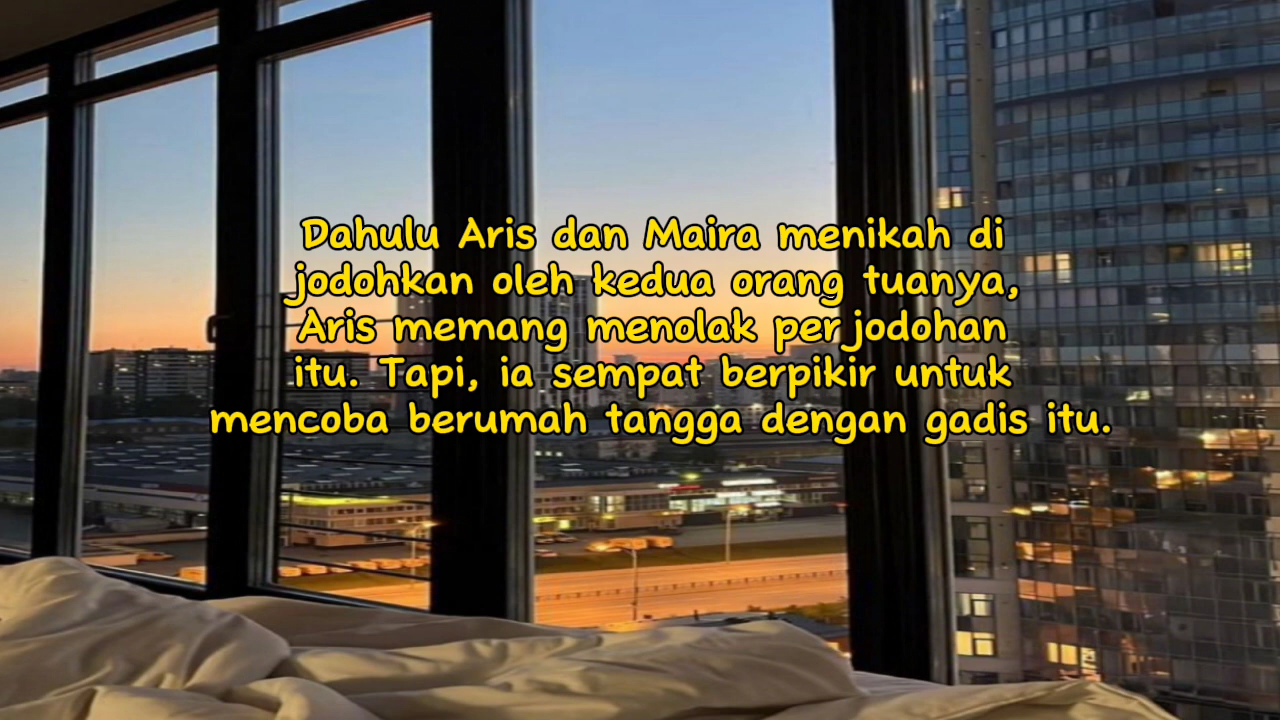 Dahulu Aris dan Maira menikah di
jodohkan oleh kedua orang tuanya,
Aris memang menolak perjodohan
itu. Tapi, ia sempat berpikir untuk
mencoba berumah tangga dengan gadis itu.